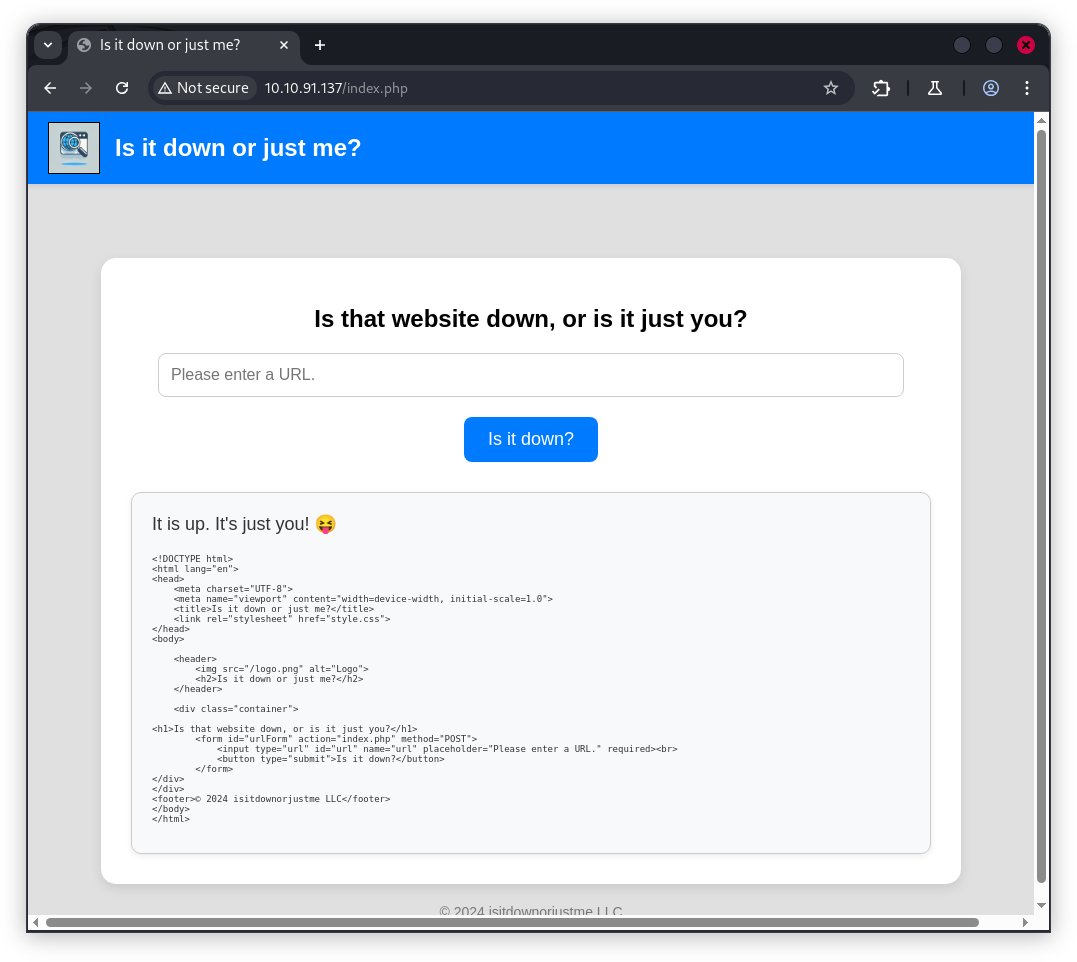 Is it down or just me?
Not secure 10.10.91.137/index.php
Is it down or just me?
Is that website down, or is it just you?
Please enter a URL.
Is it down?
It is up. It's just you! 😝
<!DOCTYPE html>
<html lang="en">
<head>
    <meta charset="UTF-8">
    <meta name="viewport" content="width=device-width, initial-scale=1.0">
    <title>Is it down or just me?</title>
    <link rel="stylesheet" href="style.css">
</head>
<body>
    <header>
        <img src="/logo.png" alt="Logo">
        <h2>Is it down or just me?</h2>
    </header>
    <div class="container">
<h1>Is that website down, or is it just you?</h1>
        <form id="urlForm" action="index.php" method="POST">
            <input type="url" id="url" name="url" placeholder="Please enter a URL." required><br>
            <button type="submit">Is it down?</button>
        </form>
</div>
</div>
<footer>© 2024 isitdownorjustme LLC</footer>
</body>
</html>
© 2024 isitdownorjustme LLC